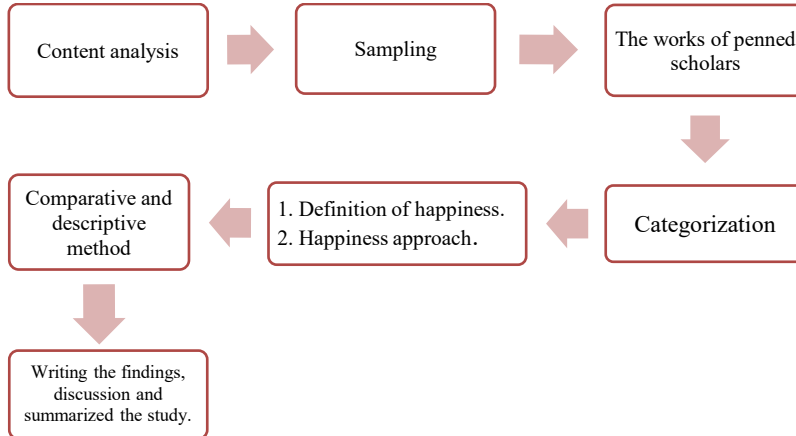 Content analysis
Sampling
The works of penned
scholars
Categorization
1. Definition of happiness.
2. Happiness approach.
Comparative and
descriptive
method
Writing the findings,
discussion and
summarized the study.